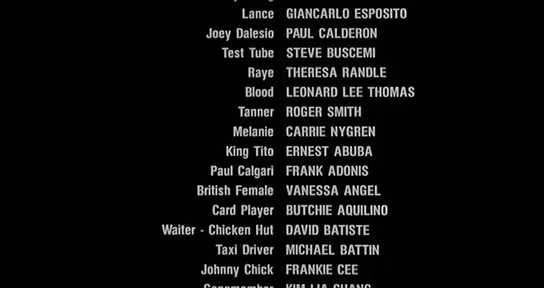 Lance GIANCARLO ESPOSITO
Joey Dalesio PAUL CALDERON
Test Tube STEVE BUSCEMI
Raye THERESA RANDLE
Blood LEONARD LEE THOMAS
Tanner ROGER SMITH
Melanie CARRIE NYGREN
King Tito ERNEST ABUBA
Paul Calgari FRANK ADONIS
British Female VANESSA ANGEL
Card Player BUTCHIE AQUILINO
Waiter - Chicken Hut DAVID BATISTE
Taxi Driver MICHAEL BATTIN
Johnny Chick FRANKIE CEE